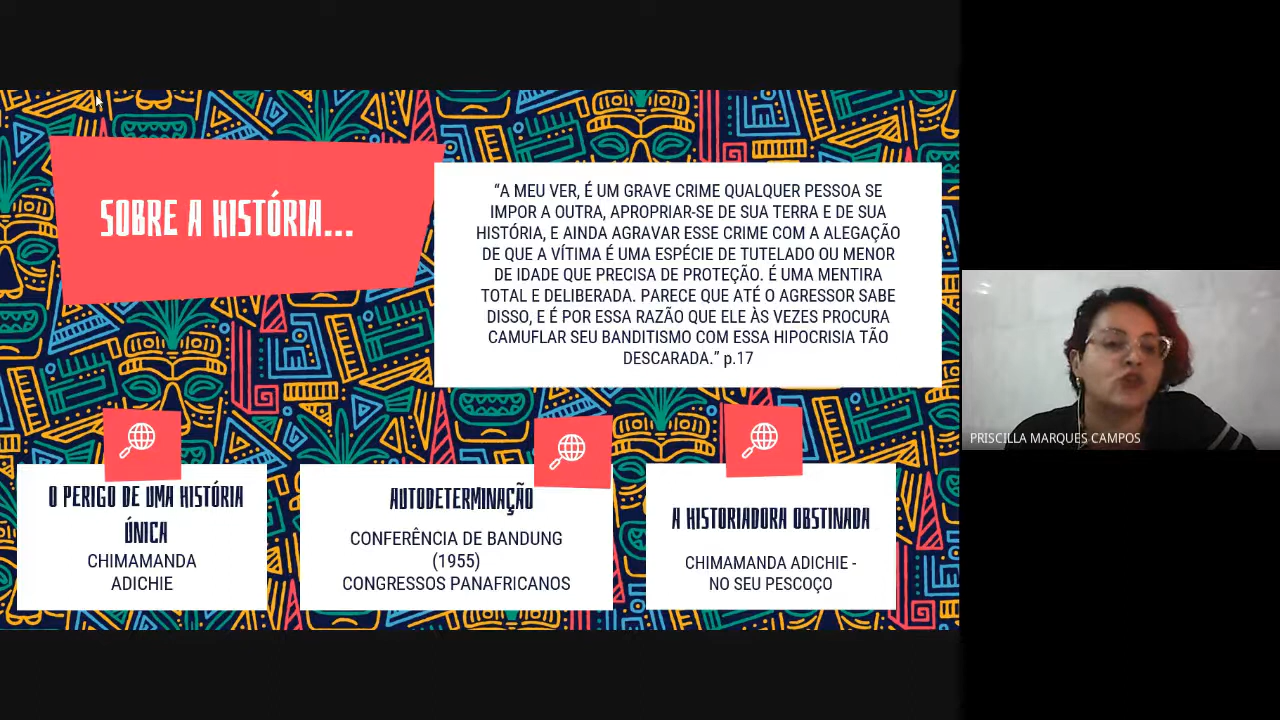 SOBRE A HISTÓRIA...
“A MEU VER, É UM GRAVE CRIME QUALQUER PESSOA SE
IMPOR A OUTRA, APROPRIAR-SE DE SUA TERRA E DE SUA
HISTÓRIA, E AINDA AGRAVAR ESSE CRIME COM A ALEGAÇÃO
DE QUE A VÍTIMA É UMA ESPÉCIE DE TUTELADO OU MENOR
DE IDADE QUE PRECISA DE PROTEÇÃO. É UMA MENTIRA
TOTAL E DELIBERADA. PARECE QUE ATÉ O AGRESSOR SABE
DISSO, E É POR ESSA RAZÃO QUE ELE ÀS VEZES PROCURA
CAMUFLAR SEU BANDITISMO COM ESSA HIPOCRISIA TÃO
DESCARADA.” p.17
O PERIGO DE UMA HISTÓRIA
ÚNICA
CHIMAMANDA
ADICHIE
AUTODETERMINAÇÃO
CONFERÊNCIA DE BANDUNG
(1955)
CONGRESSOS PANAFRICANOS
A HISTORIADORA OBSTINADA
CHIMAMANDA ADICHIE -
NO SEU PESCOÇO
PRISCILLA MARQUES CAMPOS